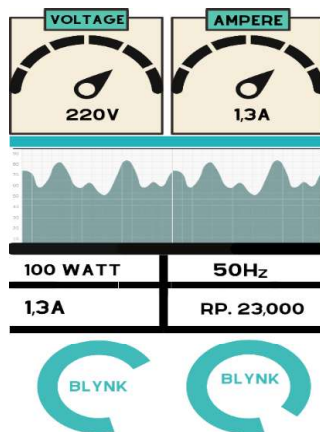 VOLTAGE
AMPERE
220V
1,3A
100 WATT
50Hz
1,3A
RP. 23,000
BLYNK
BLYNK